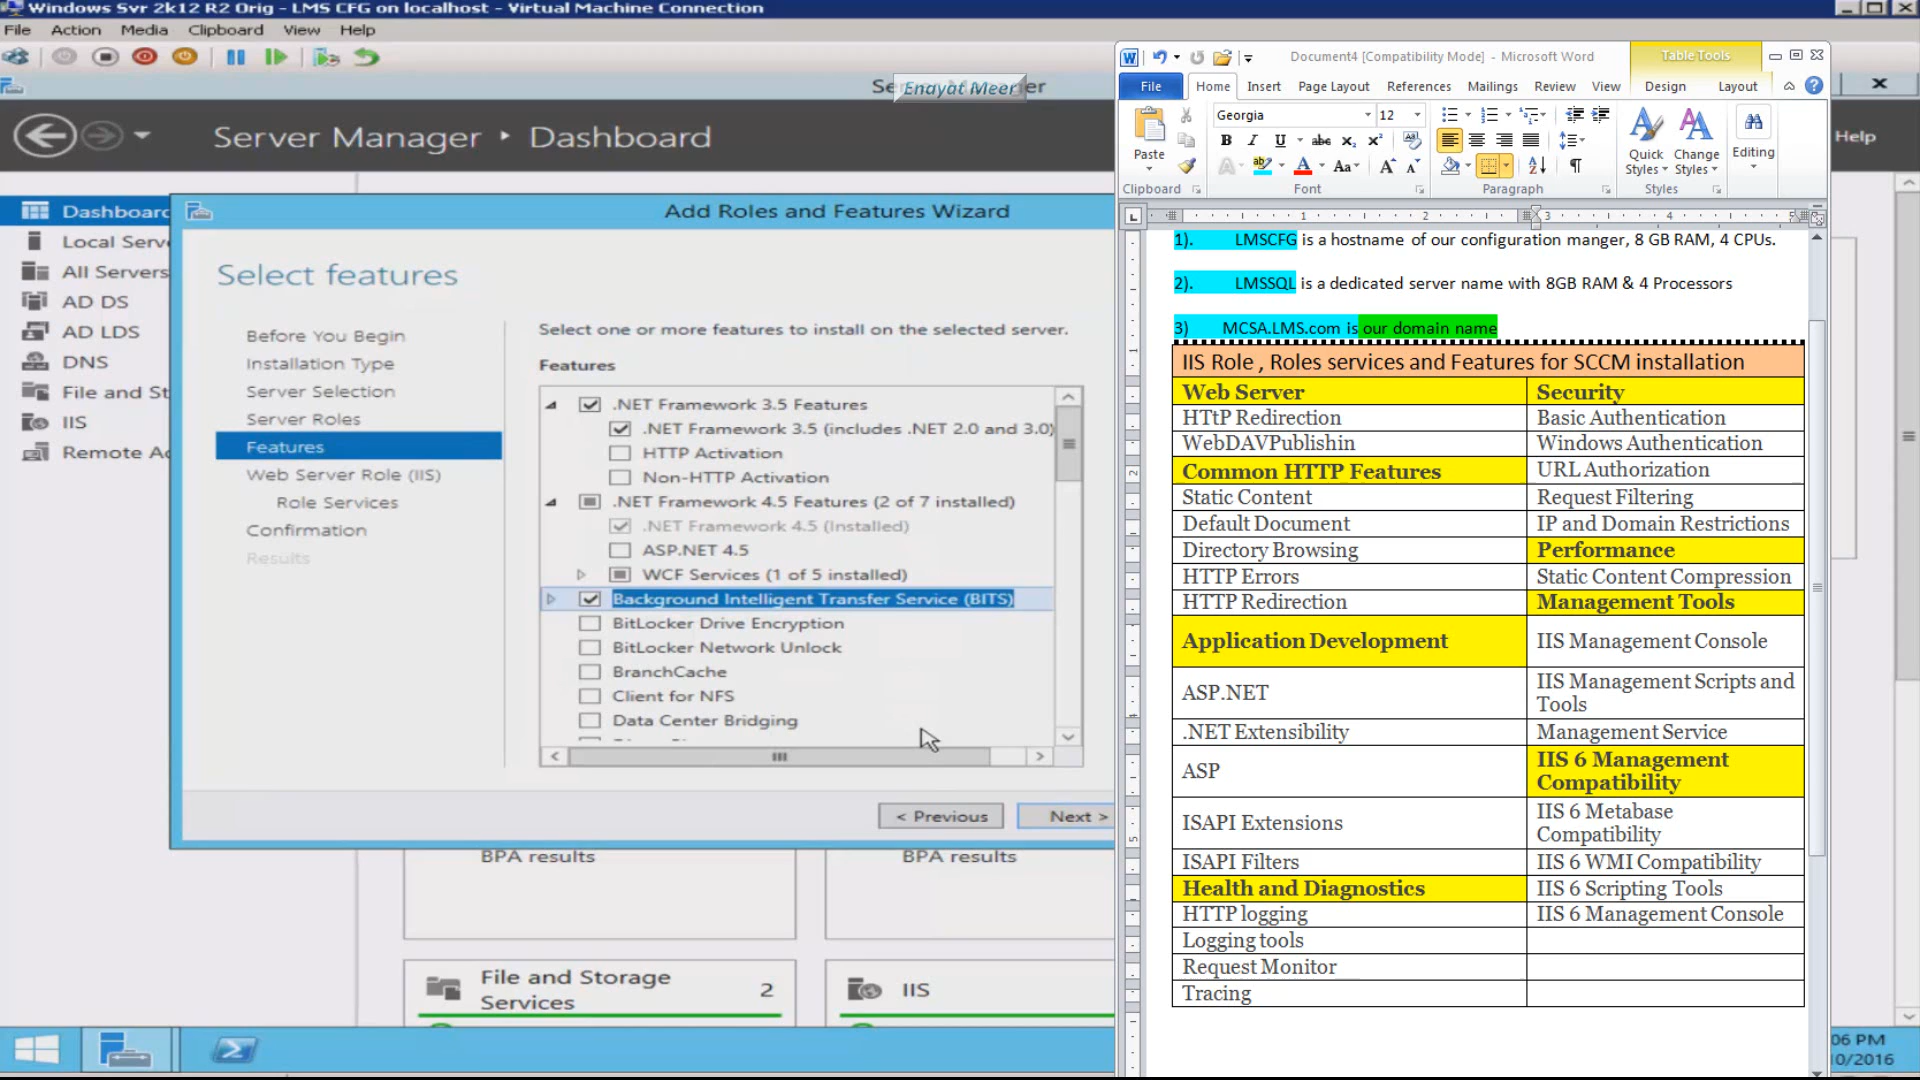 Windows Svr 2k12 R2 Orig - LMS CFG on localhost - Virtual Machine Connection
File Action Media Clipboard View Help
Enayat Meer
Server Manager ‣ Dashboard
Help
Dashboard
Local Serve
All Servers
AD DS
AD LDS
DNS
File and St
IIS
Remote Ac
Add Roles and Features Wizard
Select features
Before You Begin
Installation Type
Server Selection
Server Roles
Features
Web Server Role (IIS)
Role Services
Confirmation
Results
Select one or more features to install on the selected server.
Features
.NET Framework 3.5 Features
.NET Framework 3.5 (includes .NET 2.0 and 3.0)
HTTP Activation
Non-HTTP Activation
.NET Framework 4.5 Features (2 of 7 installed)
.NET Framework 4.5 (Installed)
ASP.NET 4.5
WCF Services (1 of 5 installed)
Background Intelligent Transfer Service (BITS)
BitLocker Drive Encryption
BitLocker Network Unlock
BranchCache
Client for NFS
Data Center Bridging
< Previous
Next >
BPA results
BPA results
File and Storage
Services
2
IIS
06 PM
0/2016
Document4 [Compatibility Mode] - Microsoft Word
Table Tools
File Home Insert Page Layout References Mailings Review View Design Layout
Georgia 12
Paste
Quick
Styles
Change
Styles
Editing
Clipboard
Font
Paragraph
Styles
1). LMSCFG is a hostname of our configuration manger, 8 GB RAM, 4 CPUs.
2). LMSSQL is a dedicated server name with 8GB RAM & 4 Processors
3) MCSA.LMS.com is our domain name
IIS Role , Roles services and Features for SCCM installation
Web Server Security
HTtP Redirection Basic Authentication
WebDAVPublishin Windows Authentication
Common HTTP Features URL Authorization
Static Content Request Filtering
Default Document IP and Domain Restrictions
Directory Browsing Performance
HTTP Errors Static Content Compression
HTTP Redirection Management Tools
Application Development IIS Management Console
ASP.NET IIS Management Scripts and
Tools
.NET Extensibility Management Service
ASP IIS 6 Management
Compatibility
ISAPI Extensions IIS 6 Metabase
Compatibility
ISAPI Filters IIS 6 WMI Compatibility
Health and Diagnostics IIS 6 Scripting Tools
HTTP logging IIS 6 Management Console
Logging tools
Request Monitor
Tracing